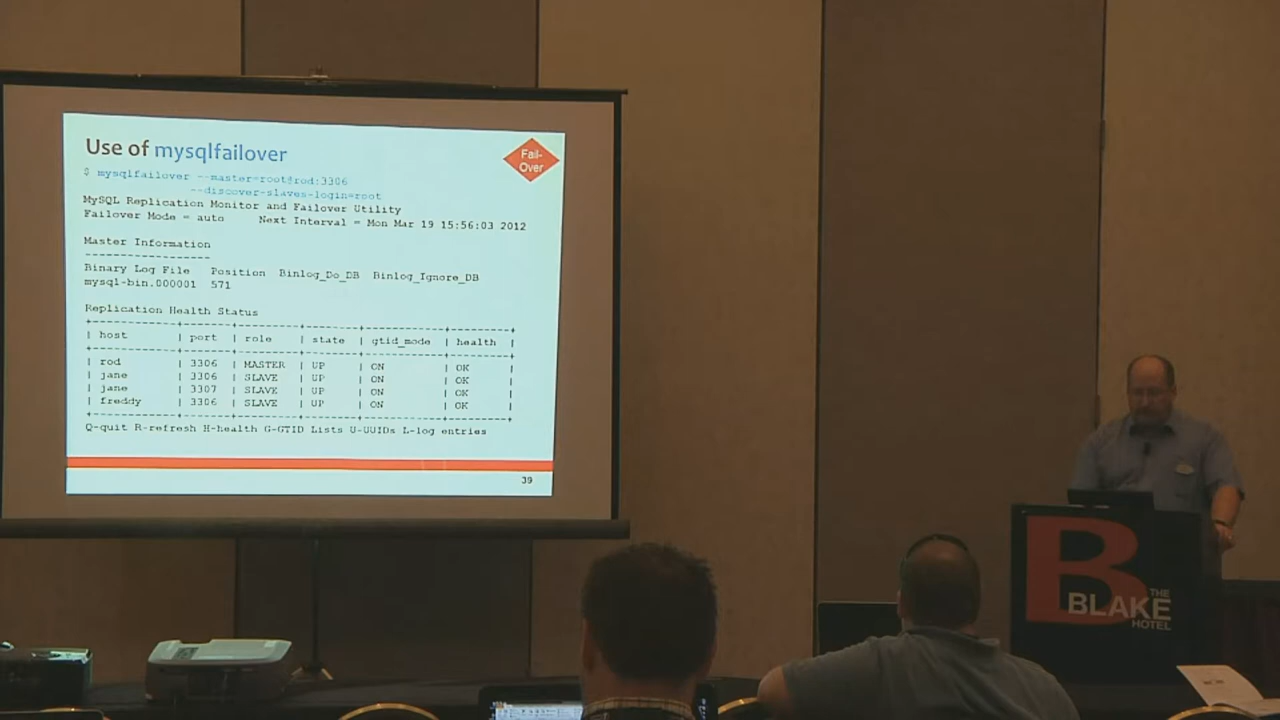 Use of mysqlfailover
Fail-
Over
$ mysqlfailover --master=root@rod:3306
--discover-slaves-login=root
MySQL Replication Monitor and Failover Utility
Failover Mode = auto     Next Interval = Mon Mar 19 15:56:03 2012
Master Information
------------------
Binary Log File   Position  Binlog_Do_DB  Binlog_Ignore_DB
mysql-bin.000001  571
Replication Health Status
+----------+-------+---------+--------+------------+---------+
| host     | port  | role    | state  | gtid_mode  | health  |
+----------+-------+---------+--------+------------+---------+
| rod      | 3306  | MASTER  | UP     | ON         | OK      |
| jane     | 3306  | SLAVE   | UP     | ON         | OK      |
| jane     | 3307  | SLAVE   | UP     | ON         | OK      |
| freddy   | 3306  | SLAVE   | UP     | ON         | OK      |
+----------+-------+---------+--------+------------+---------+
Q-quit R-refresh H-health G-GTID Lists U-UUIDs L-log entries
39
B
THE
BLAKE
HOTEL